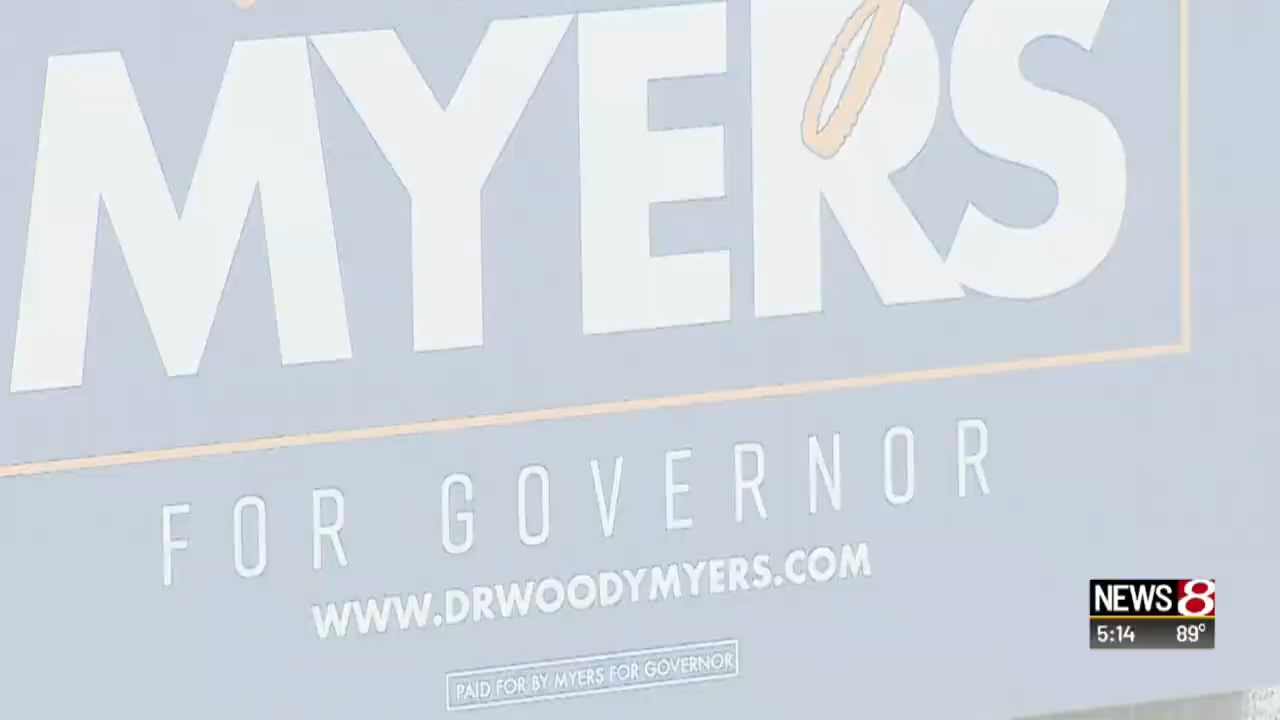 MYERS
FOR GOVERNOR
WWW.DRWOODYMYERS.COM
PAID FOR BY MYERS FOR GOVERNOR
NEWS 8
5:14 89°